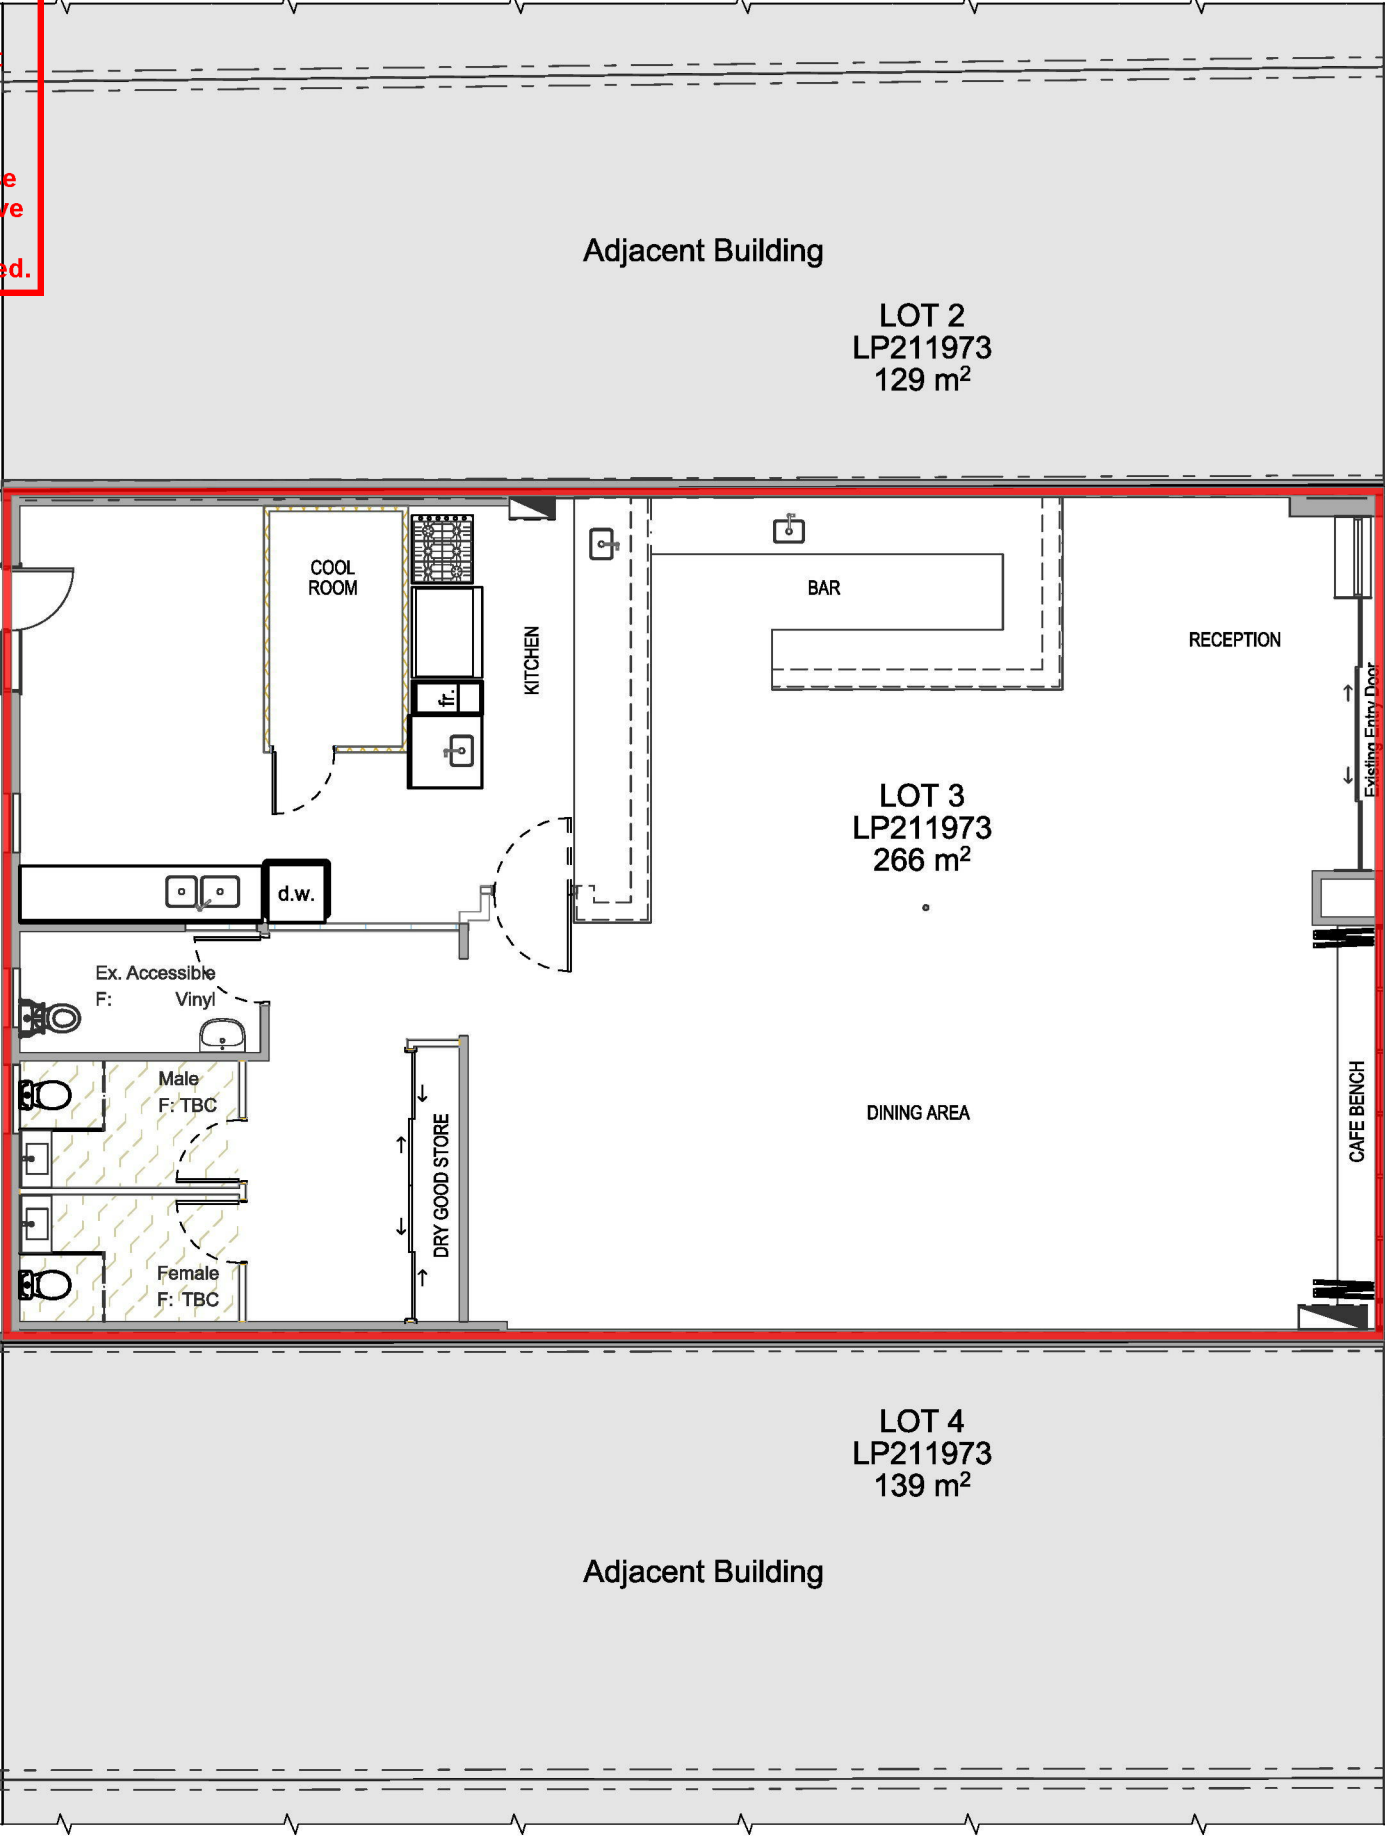 ed.
Adjacent Building
LOT 2
LP211973
129 m²
COOL
ROOM
KITCHEN
BAR
RECEPTION
fr.
Existing Entry Door
LOT 3
LP211973
266 m²
d.w.
Ex. Accessible
F: Vinyl
Male
F: TBC
DRY GOOD STORE
DINING AREA
CAFE BENCH
Female
F: TBC
LOT 4
LP211973
139 m²
Adjacent Building